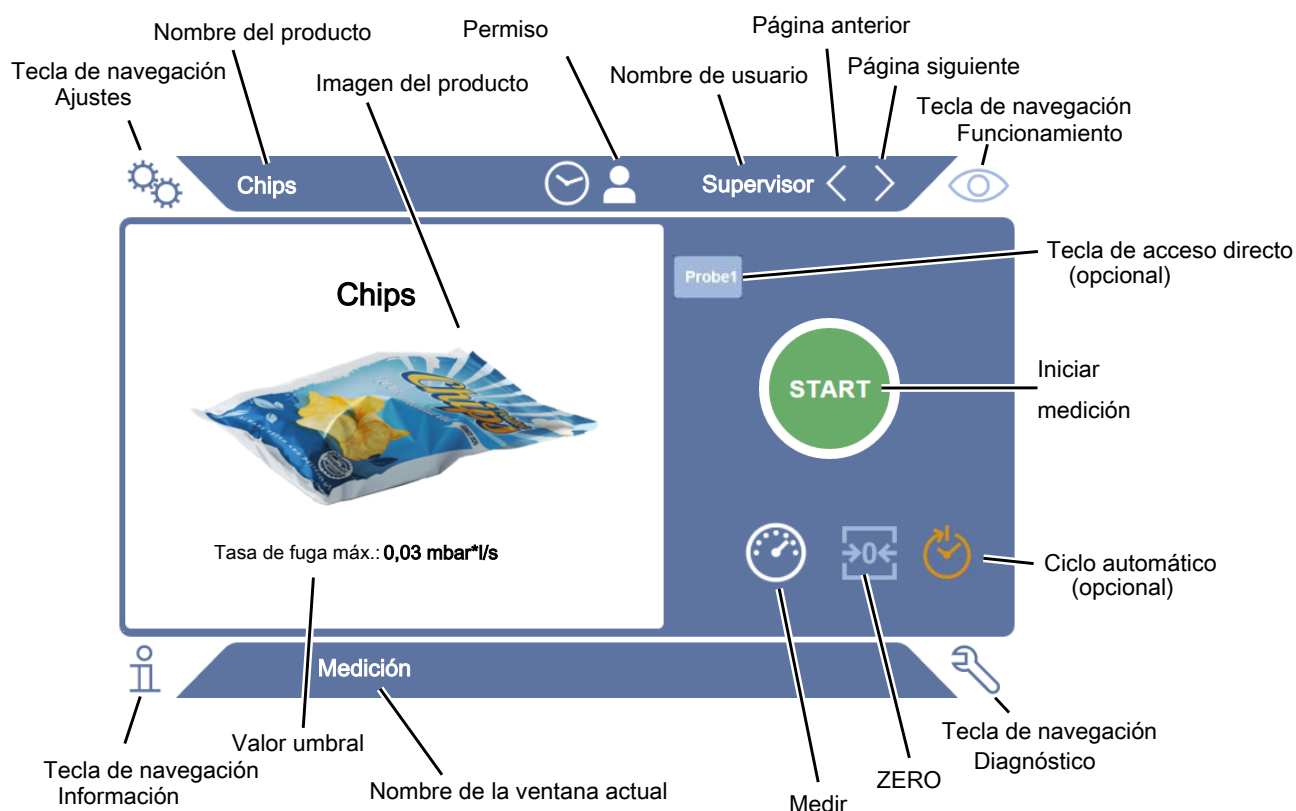 Nombre del producto
Permiso
Página anterior
Tecla de navegación
Ajustes
Imagen del producto
Nombre de usuario
Página siguiente
Tecla de navegación
Funcionamiento
Chips
Supervisor
Chips
Probe1
Tecla de acceso directo
(opcional)
Chips
START
Iniciar
medición
Tasa de fuga máx.: 0,03 mbar*l/s
→0←
Ciclo automático
(opcional)
Medición
Valor umbral
Tecla de navegación
Información
Nombre de la ventana actual
Medir
ZERO
Tecla de navegación
Diagnóstico